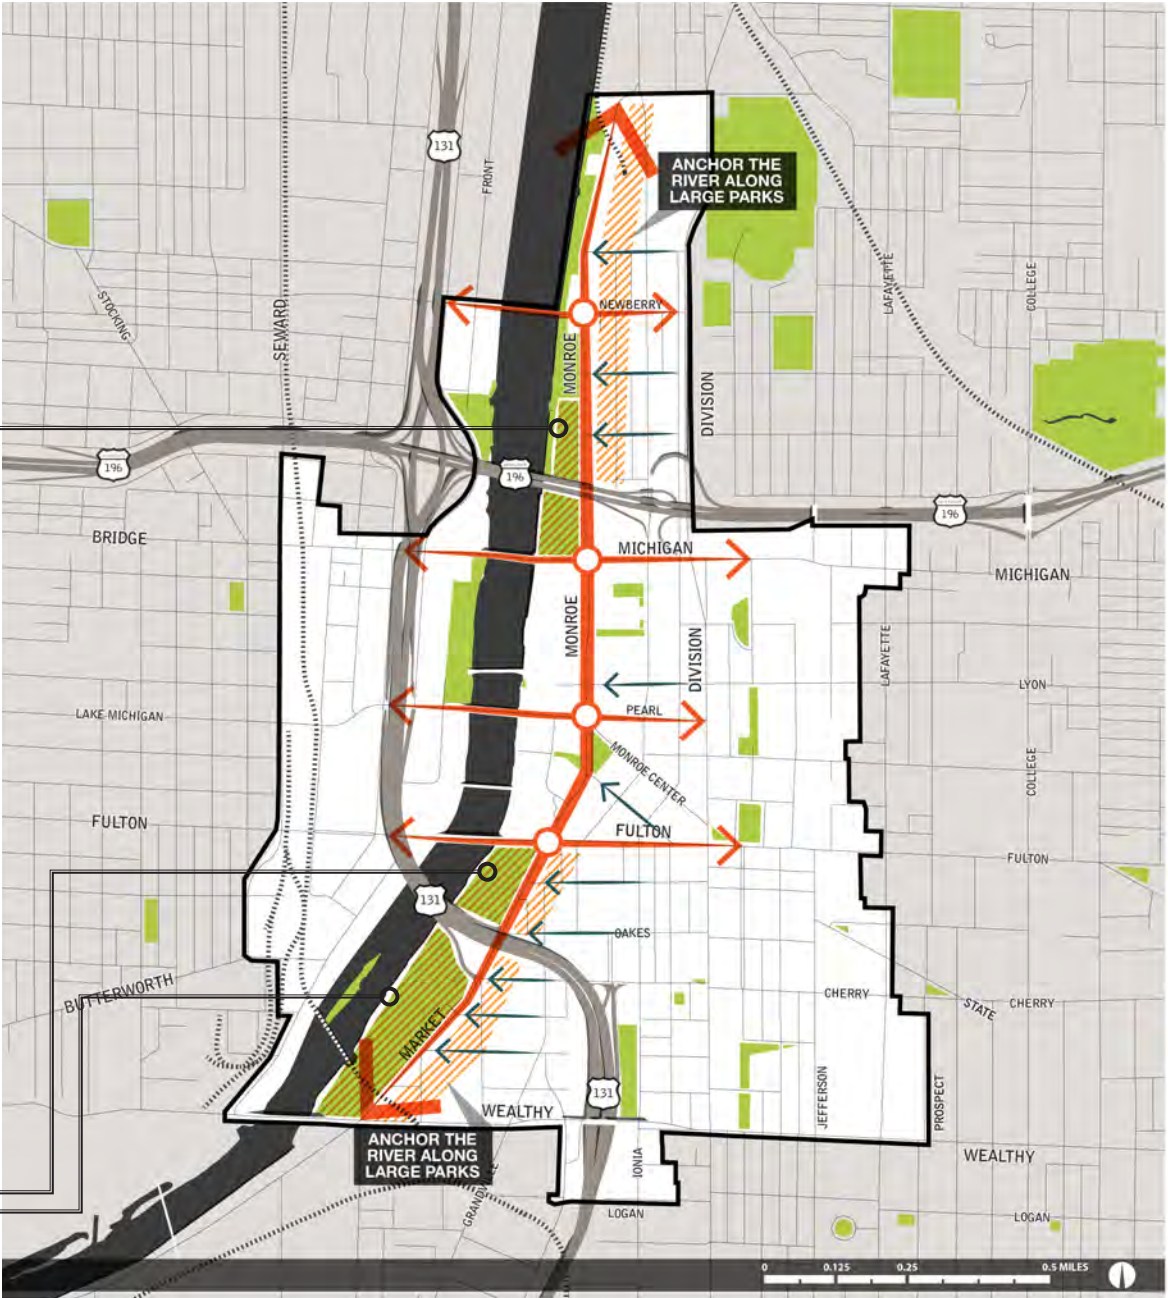 131
FRONT
ANCHOR THE
RIVER ALONG
LARGE PARKS
LAFAYETTE
COLLEGE
STOCKING
SEWARD
NEWBERRY
MONROE
DIVISION
196
196
196
BRIDGE
MICHIGAN
MICHIGAN
MONROE
DIVISION
LAFAYETTE
LYON
LAKE MICHIGAN
PEARL
MONROE CENTER
COLLEGE
FULTON
FULTON
FULTON
131
OAKES
BUTTERWORTH
CHERRY
STATE
CHERRY
MARKET
131
JEFFERSON
PROSPECT
WEALTHY
ANCHOR THE
RIVER ALONG
LARGE PARKS
WEALTHY
IONIA
GRANDVILLE
LOGAN
LOGAN
0 0.125 0.25 0.5 MILES